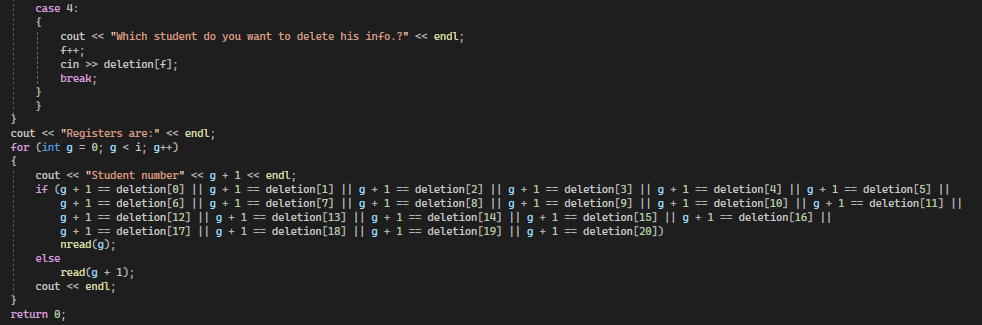 case 4:
{
cout << "Which student do you want to delete his info.?" << endl;
f++;
cin >> deletion[f];
break;
}
}
}
cout << "Registers are:" << endl;
for (int g = 0; g < i; g++)
{
cout << "Student number" << g + 1 << endl;
if (g + 1 == deletion[0] || g + 1 == deletion[1] || g + 1 == deletion[2] || g + 1 == deletion[3] || g + 1 == deletion[4] || g + 1 == deletion[5] ||
g + 1 == deletion[6] || g + 1 == deletion[7] || g + 1 == deletion[8] || g + 1 == deletion[9] || g + 1 == deletion[10] || g + 1 == deletion[11] ||
g + 1 == deletion[12] || g + 1 == deletion[13] || g + 1 == deletion[14] || g + 1 == deletion[15] || g + 1 == deletion[16] ||
g + 1 == deletion[17] || g + 1 == deletion[18] || g + 1 == deletion[19] || g + 1 == deletion[20])
nread(g);
else
read(g + 1);
cout << endl;
}
return 0;